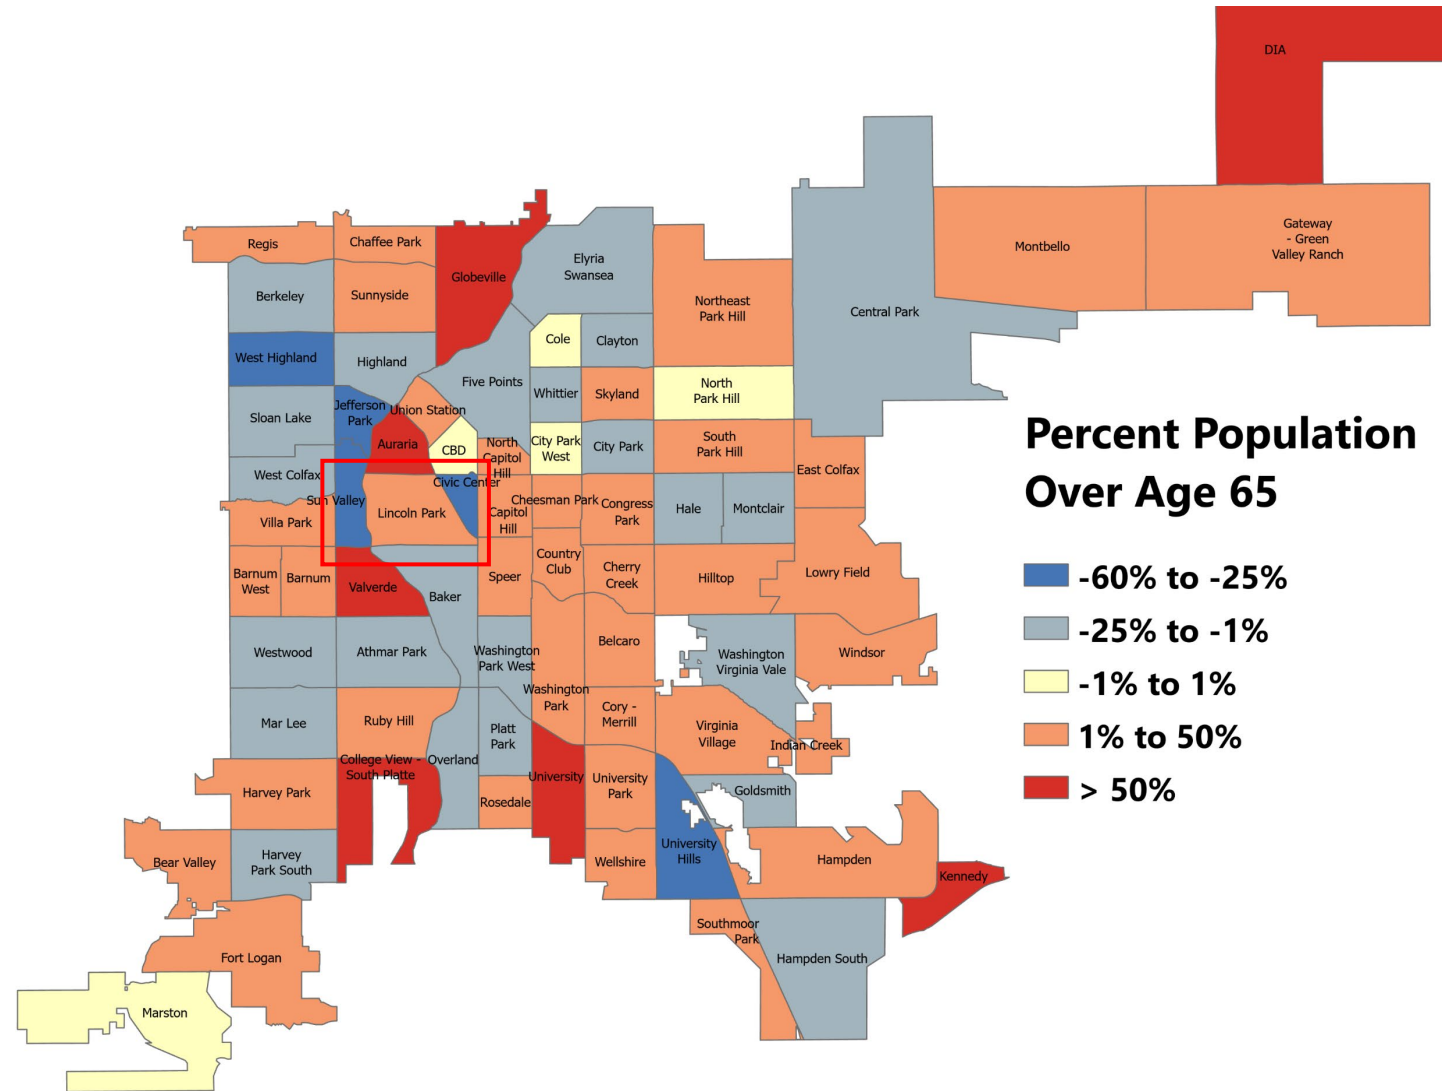 DIA
Gateway
- Green
Valley Ranch
Montbello
Regis
Chaffee Park
Globeville
Elyria
Swansea
Berkeley
Sunnyside
Northeast
Park Hill
Central Park
West Highland
Highland
Cole
Clayton
Five Points
Whittier
Skyland
North
Park Hill
Sloan Lake
Jefferson
Park
Union Station
Auraria
CBD
North
Capitol
Hill
City Park
West
City Park
South
Park Hill
East Colfax
West Colfax
Sun Valley
Civic Center
Villa Park
Lincoln Park
Capitol
Hill
Cheesman Park
Congress
Park
Hale
Montclair
Barnum
West
Barnum
Valverde
Baker
Speer
Country
Club
Cherry
Creek
Hilltop
Lowry Field
Westwood
Athmar Park
Washington
Park West
Belcaro
Washington
Virginia Vale
Windsor
Mar Lee
Ruby Hill
Platt
Park
Washington
Park
Cory -
Merrill
Virginia
Village
Indian Creek
College View -
South Platte
Overland
Harvey Park
Rosedale
University
University
Park
Goldsmith
Bear Valley
Harvey
Park South
Wellshire
University
Hills
Hampden
Kennedy
Fort Logan
Southmoor
Park
Hampden South
Marston
Percent Population
Over Age 65
-60% to -25%
-25% to -1%
-1% to 1%
1% to 50%
> 50%